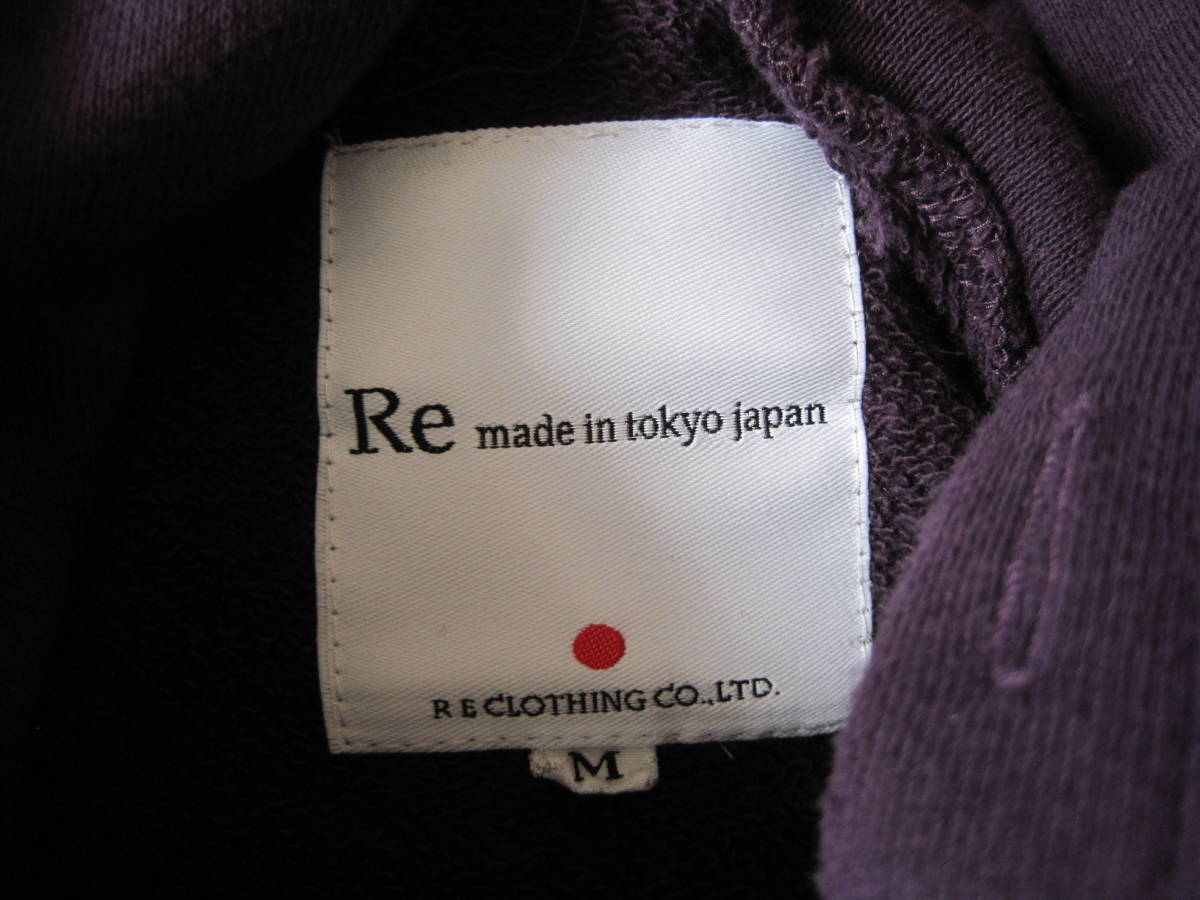 Re made in tokyo japan
R E CLOTHING CO.,LTD.
M